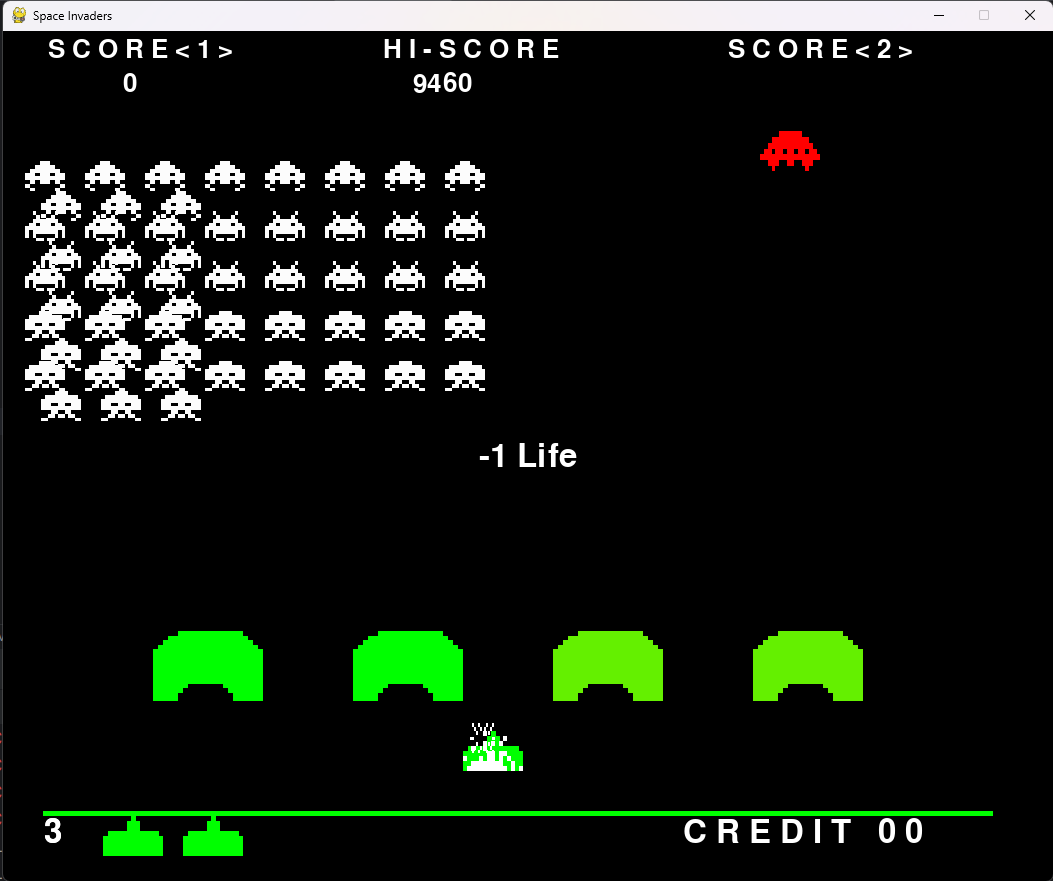 Space Invaders
SCORE<1> HI-SCORE SCORE<2>
0 9460
-1 Life
3 CREDIT 00